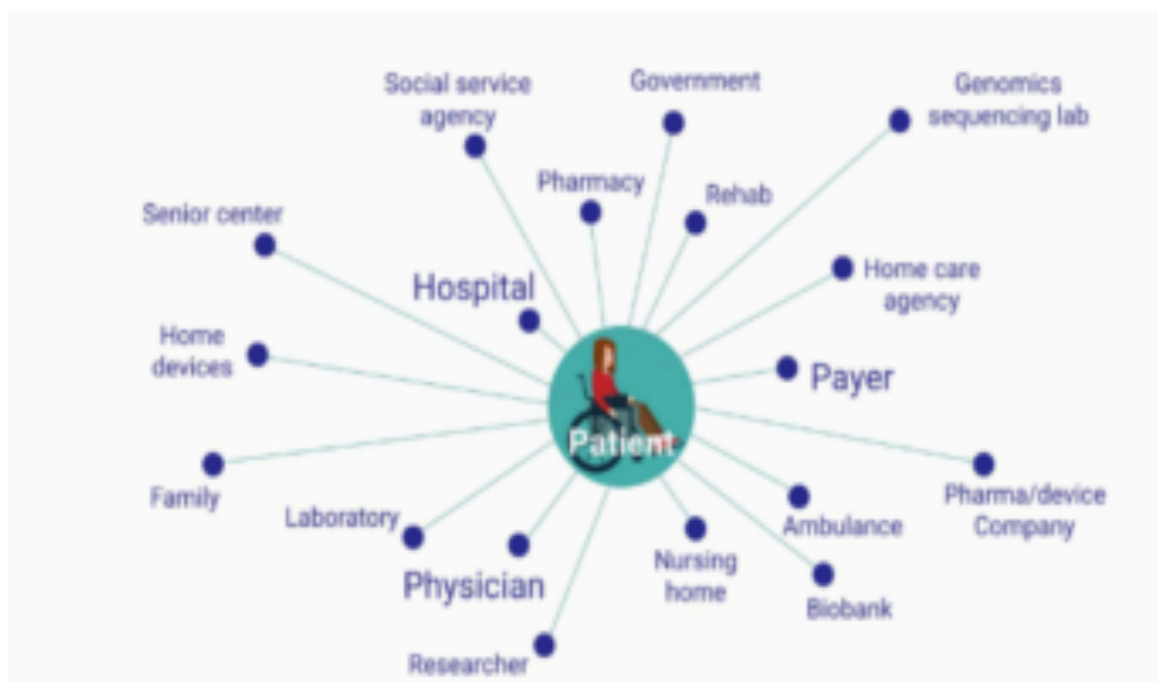 Social service
agency
Government
Genomics
sequencing lab
Pharmacy
Rehab
Senior center
Hospital
Home care
agency
Home
devices
Payer
Patient
Family
Laboratory
Physician
Nursing
home
Ambulance
Pharma/device
Company
Biobank
Researcher